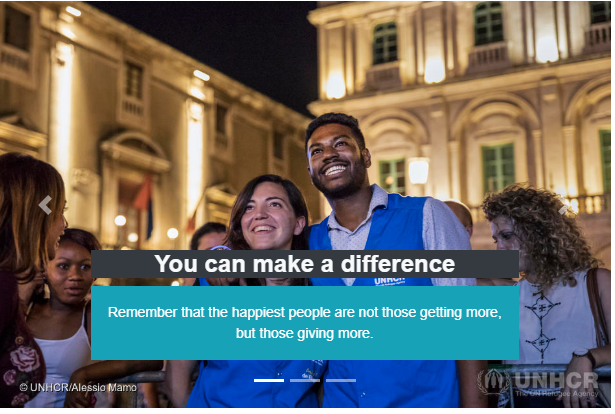 You can make a difference
UNHCR
Remember that the happiest people are not those getting more,
but those giving more.
© UNHCR/Alessio Mamo
UNHCR
The UN Refugee Agency